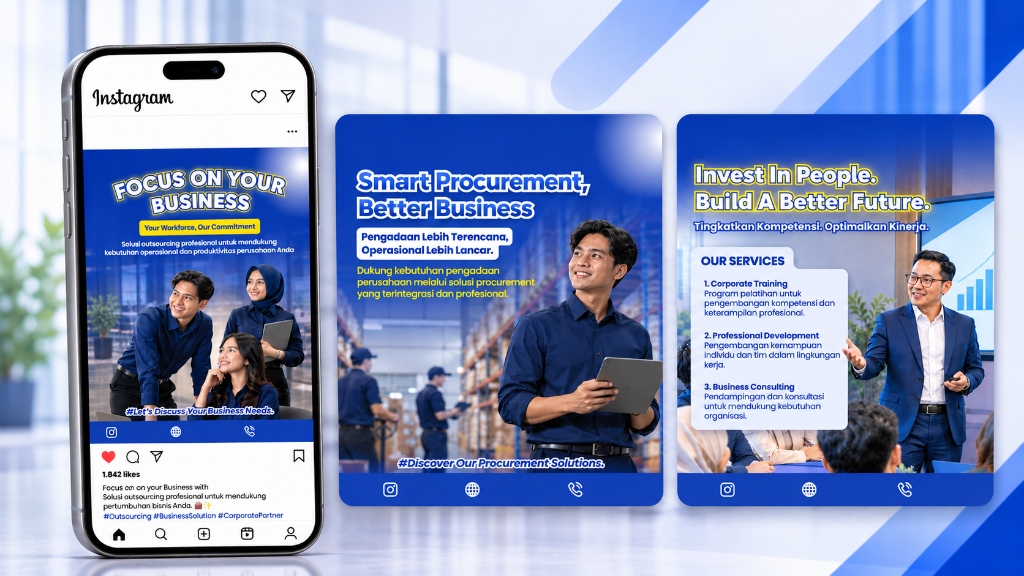 Instagram
FOCUS ON YOUR
BUSINESS
Your Workforce, Our Commitment
Solusi outsourcing profesional untuk mendukung
kebutuhan operasional dan produktivitas perusahaan Anda
#Let's Discuss Your Business Needs.
1.842 likes
Focus on on your Business with
Solusi outsourcing profesional untuk mendukung
pertumbuhan bisnis Anda.
#Outsourcing #BusinessSolution #CorporatePartner
Smart Procurement,
Better Business
Pengadaan Lebih Terencana,
Operasional Lebih Lancar.
Dukung kebutuhan pengadaan
perusahaan melalui solusi procurement
yang terintegrasi dan profesional.
#Discover Our Procurement Solutions.
Invest In People.
Build A Better Future.
Tingkatkan Kompetensi. Optimalkan Kinerja.
OUR SERVICES
1. Corporate Training
Program pelatihan untuk
pengembangan kompetensi dan
keterampilan profesional.
2. Professional Development
Pengembangan kemampuan
individu dan tim dalam lingkungan
kerja.
3. Business Consulting
Pendampingan dan konsultasi
untuk mendukung kebutuhan
organisasi.